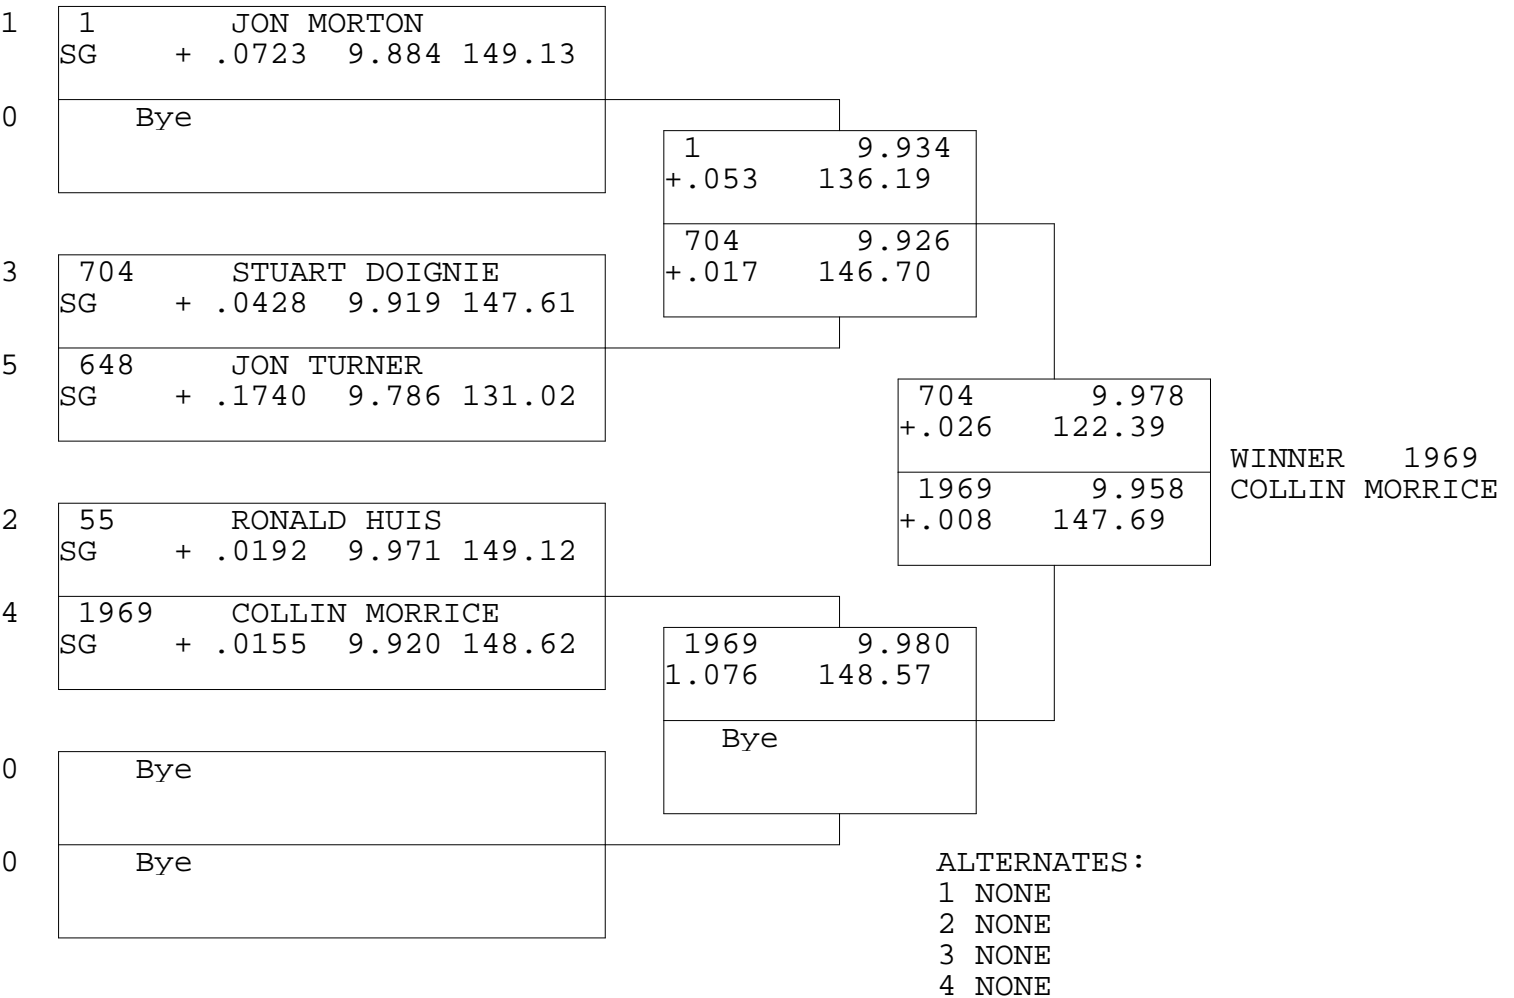 1 1 JON MORTON
SG + .0723 9.884 149.13
0 Bye
1 9.934
+.053 136.19
704 9.926
+.017 146.70
3 704 STUART DOIGNIE
SG + .0428 9.919 147.61
5 648 JON TURNER
SG + .1740 9.786 131.02
704 9.978
+.026 122.39
WINNER 1969
COLLIN MORRICE
1969 9.958
+.008 147.69
2 55 RONALD HUIS
SG + .0192 9.971 149.12
4 1969 COLLIN MORRICE
SG + .0155 9.920 148.62
1969 9.980
1.076 148.57
Bye
0 Bye
0 Bye
ALTERNATES:
1 NONE
2 NONE
3 NONE
4 NONE